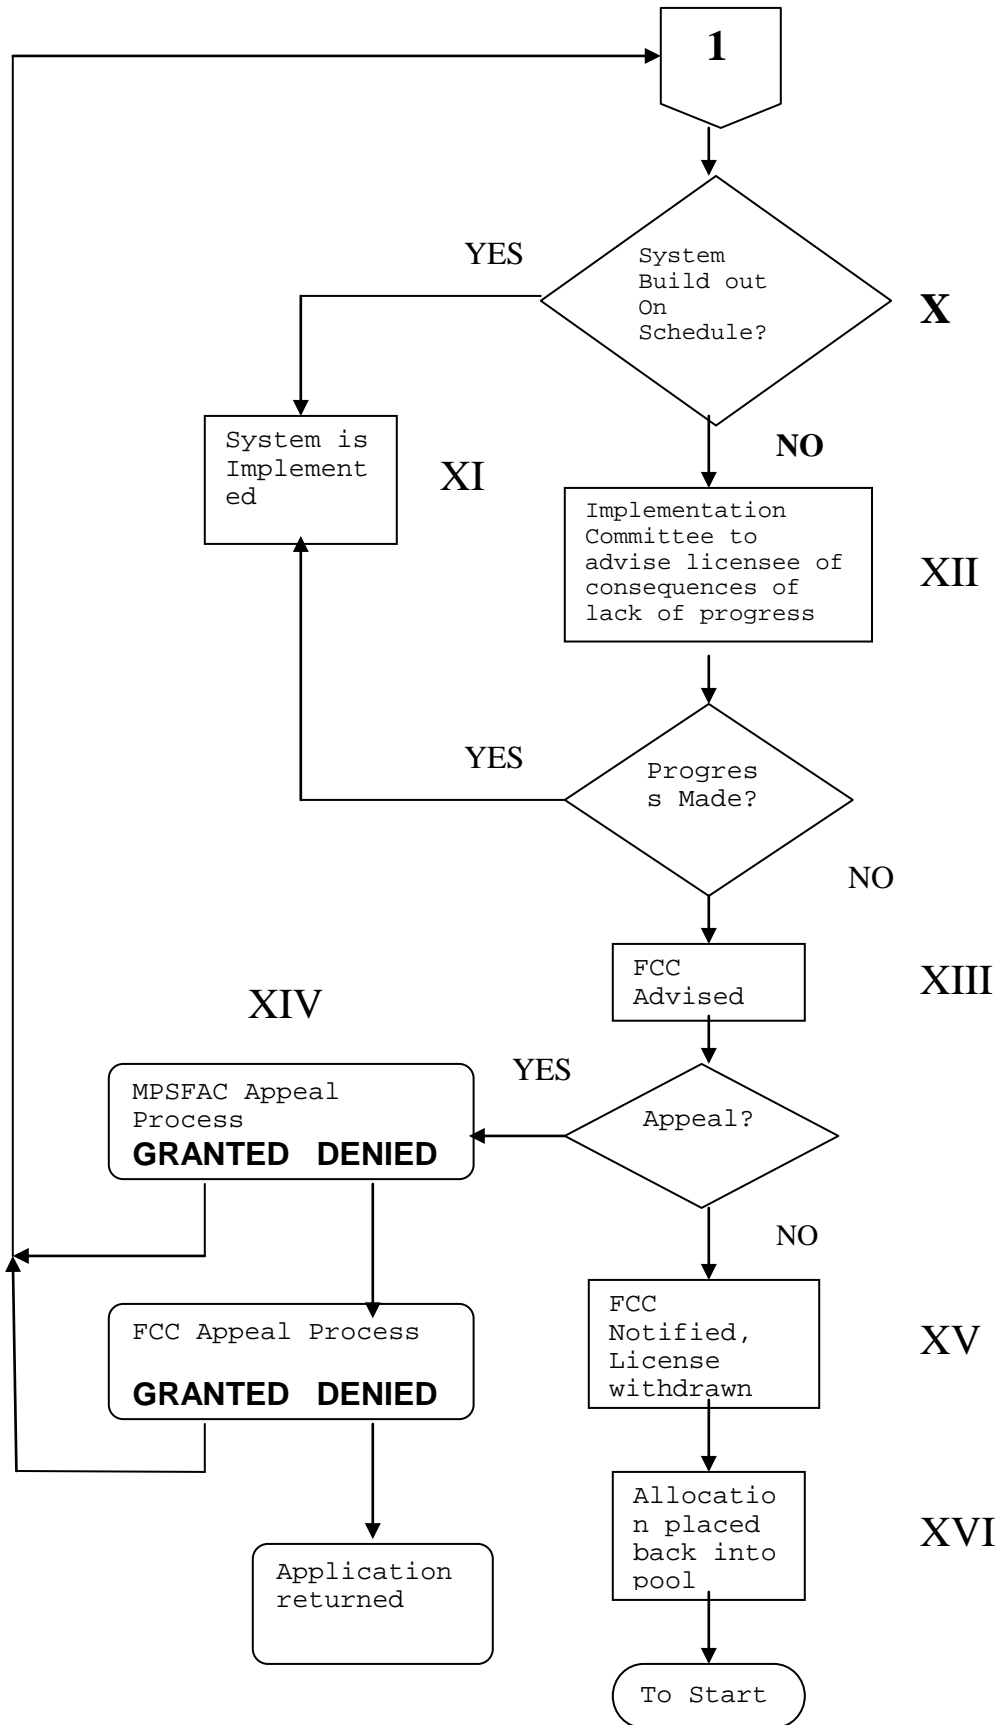 1
YES
System
Build out
On
Schedule?
X
System is
Implement
ed
XI
NO
Implementation
Committee to
advise licensee of
consequences of
lack of progress
XII
YES
Progres
s Made?
NO
FCC
Advised
XIII
XIV
MPSFAC Appeal
Process
GRANTED DENIED
YES
Appeal?
NO
FCC Appeal Process
GRANTED DENIED
FCC
Notified,
License
withdrawn
XV
Application
returned
Allocatio
n placed
back into
pool
XVI
To Start